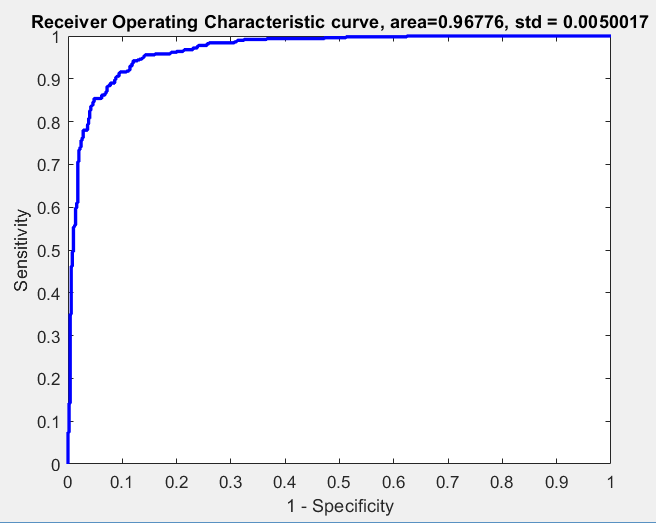 Receiver Operating Characteristic curve, area=0.96776, std = 0.0050017
1
0.9
0.8
0.7
0.6
0.5
0.4
0.3
0.2
0.1
0
Sensitivity
0 0.1 0.2 0.3 0.4 0.5 0.6 0.7 0.8 0.9 1
1 - Specificity